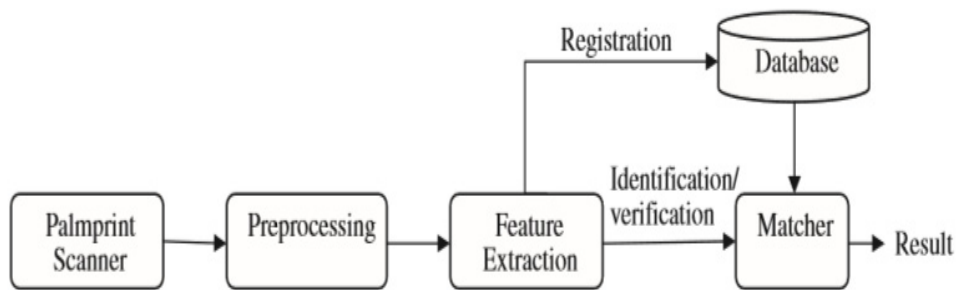 Registration
Database
Identification/
verification
Palmprint
Scanner
Preprocessing
Feature
Extraction
Matcher
Result